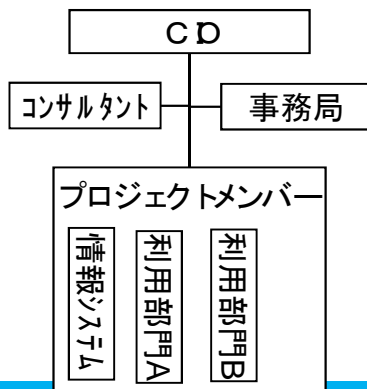 CIO
コンサルタント
事務局
プロジェクトメンバー
情報システム
利用部門A
利用部門B